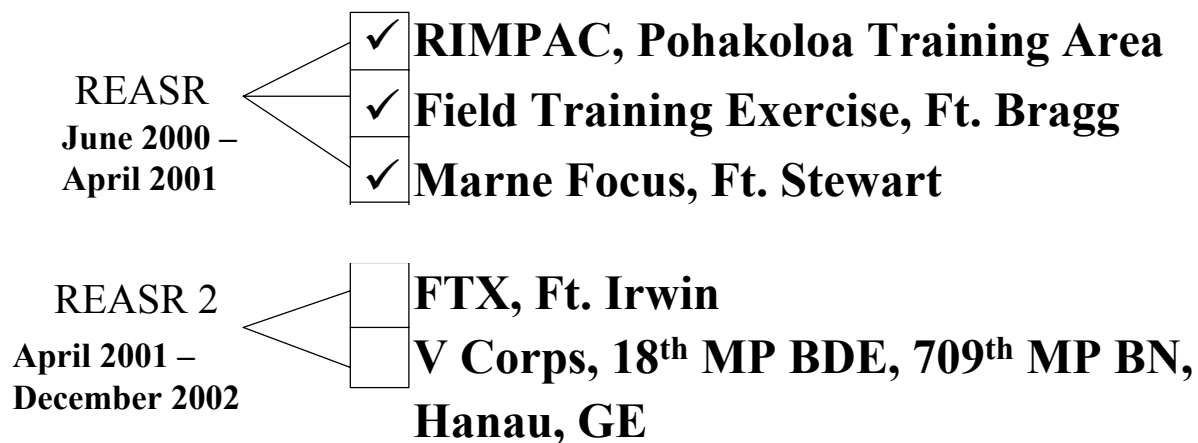 REASR
June 2000 –
April 2001
✓ RIMPAC, Pohakoloa Training Area
✓ Field Training Exercise, Ft. Bragg
✓ Marne Focus, Ft. Stewart
REASR 2
April 2001 –
December 2002
FTX, Ft. Irwin
V Corps, 18th MP BDE, 709th MP BN,
Hanau, GE